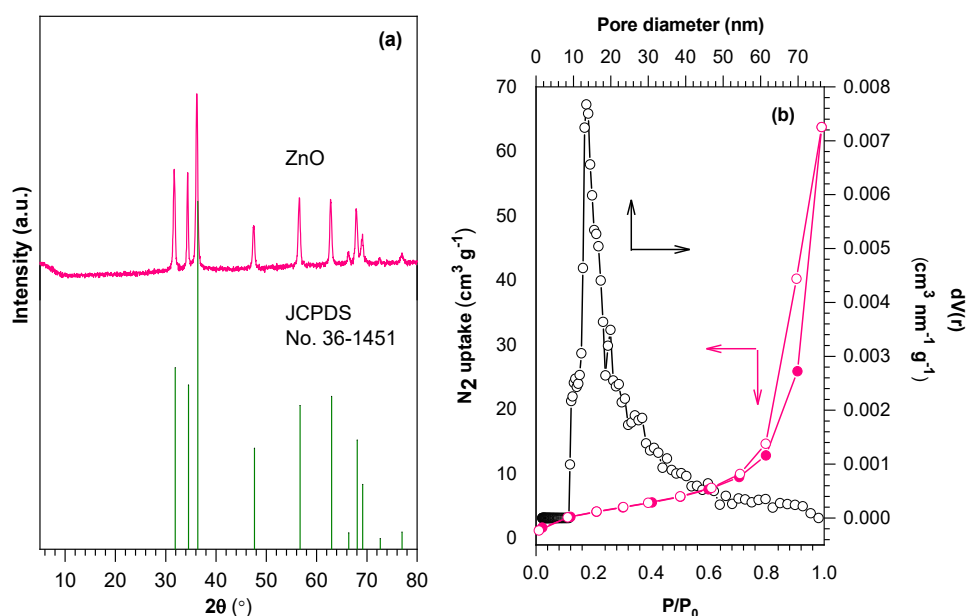 (a)
ZnO
JCPDS
No. 36-1451
Intensity (a.u.)
10 20 30 40 50 60 70 80
2θ (°)
Pore diameter (nm)
0 10 20 30 40 50 60 70
(b)
70
60
50
40
30
20
10
0
N2 uptake (cm³ g⁻¹)
0.008
0.007
0.006
0.005
0.004
0.003
0.002
0.001
0.000
dV(r)
(cm³ nm⁻¹ g⁻¹)
0.0 0.2 0.4 0.6 0.8 1.0
P/P₀